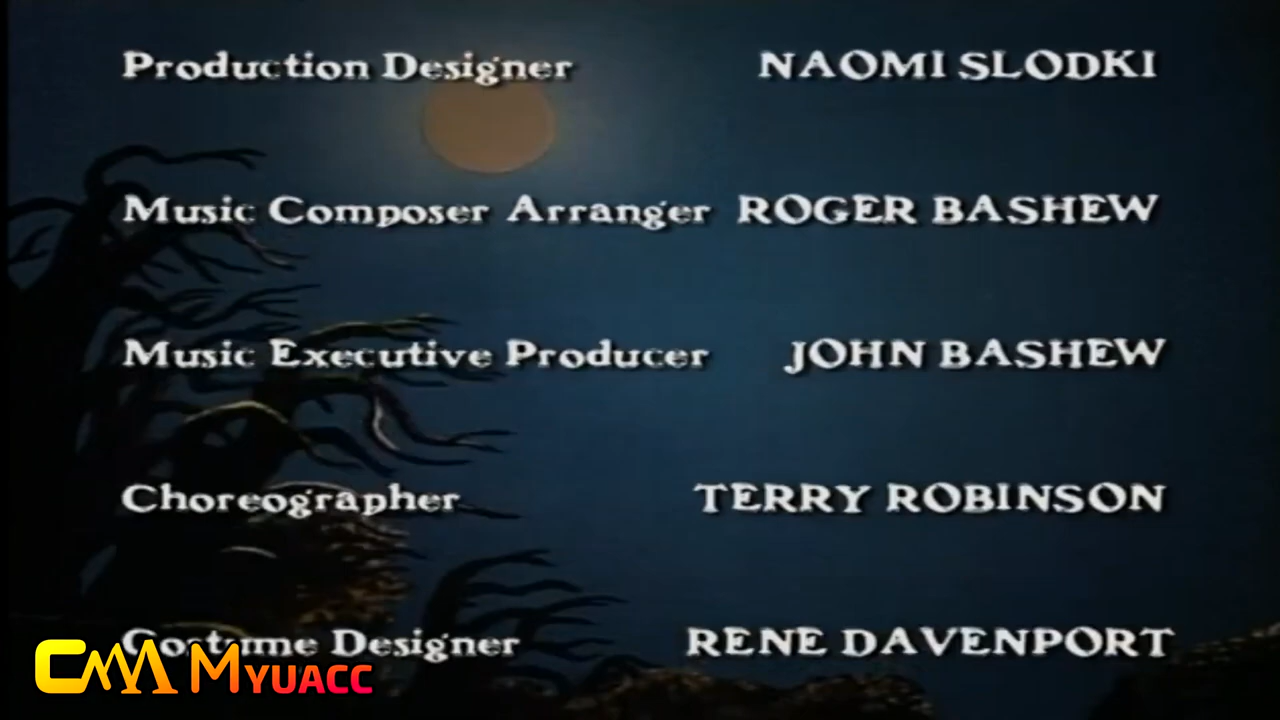 Production Designer NAOMI SLODKI
Music Composer Arranger ROGER BASHEW
Music Executive Producer JOHN BASHEW
Choreographer TERRY ROBINSON
Costume Designer RENE DAVENPORT
CMA MYUACC